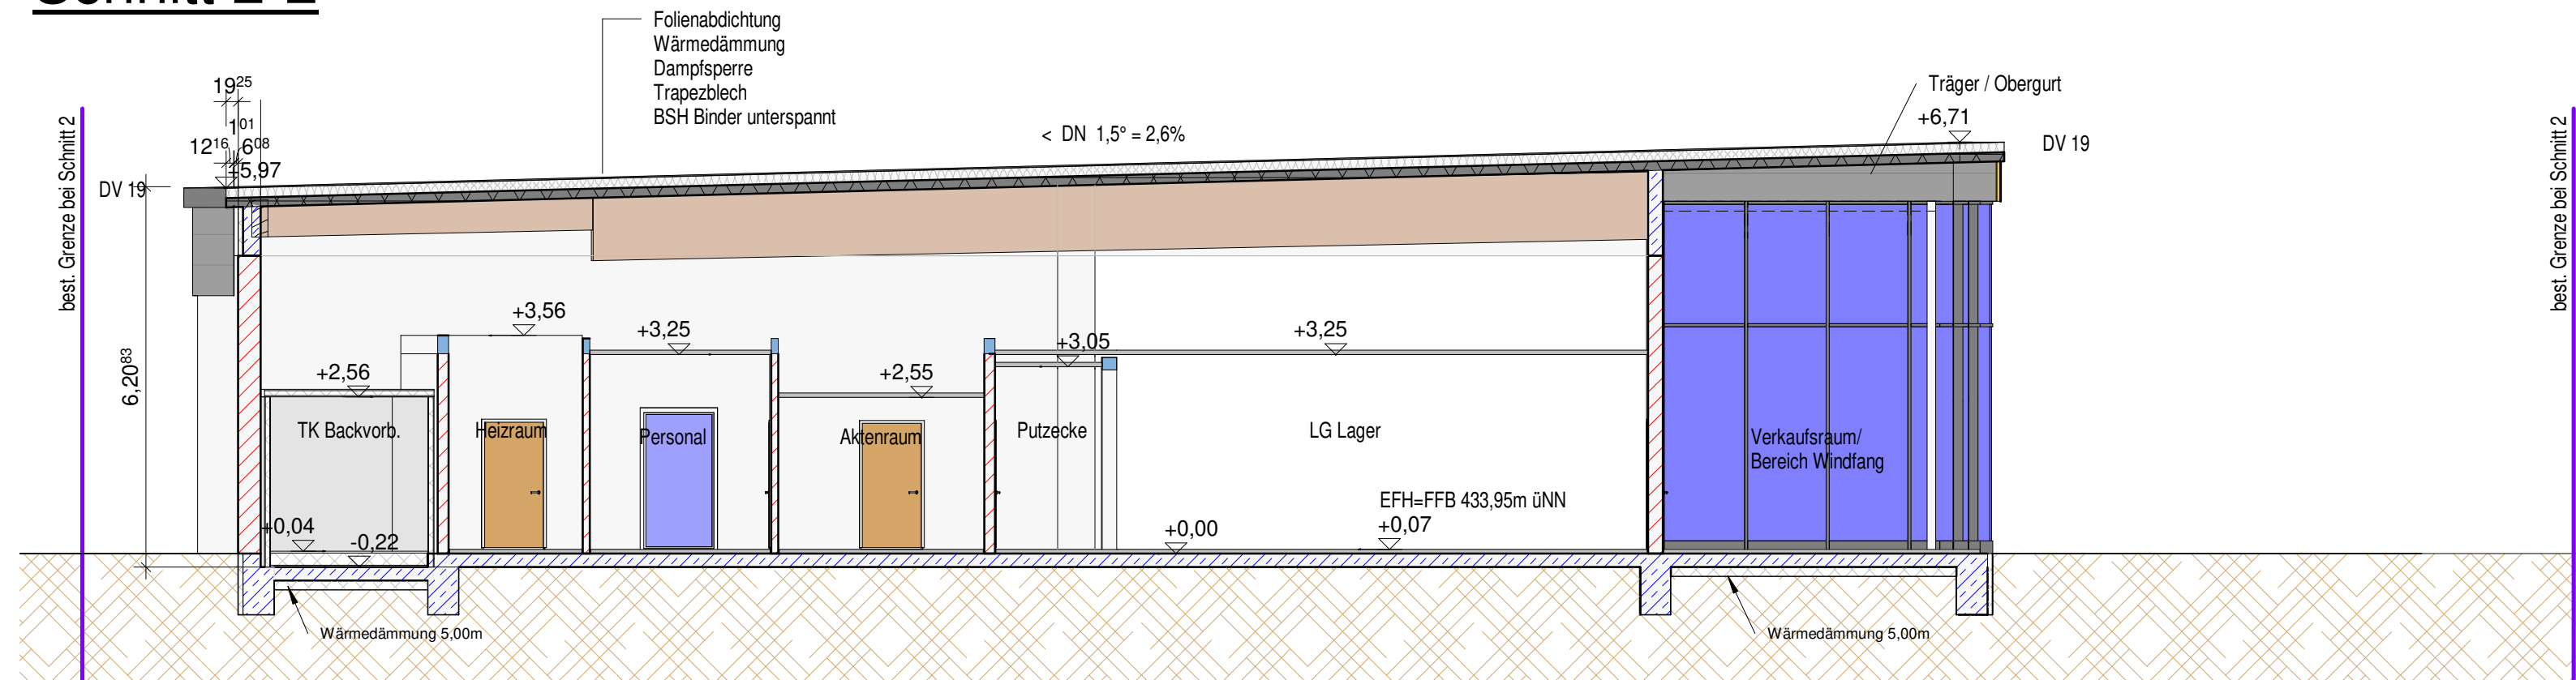 Schnitt 2-2
Folienabdichtung
Wärmedämmung
Dampfsperre
Trapezblech
BSH Binder unterspannt
< DN 1,5° = 2,6%
Träger / Obergurt
+6,71
DV 19
19²⁵
1⁰¹
12¹⁶
6⁰⁸
+5,97
DV 19
best. Grenze bei Schnitt 2
best. Grenze bei Schnitt 2
6,20⁸³
+3,56
+3,25
+3,25
+3,05
+2,56
+2,55
TK Backvorb.
Heizraum
Personal
Aktenraum
Putzecke
LG Lager
Verkaufsraum/
Bereich Windfang
EFH=FFB 433,95m üNN
+0,04
-0,22
+0,00
+0,07
Wärmedämmung 5,00m
Wärmedämmung 5,00m